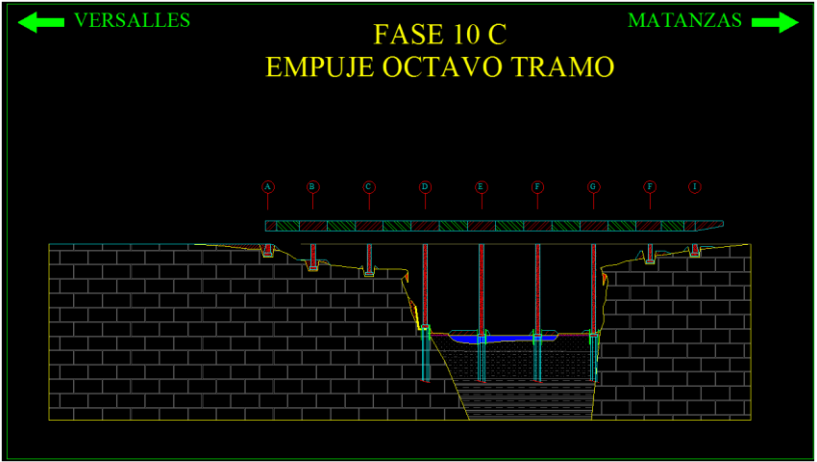 VERSALLES
MATANZAS
FASE 10 C
EMPUJE OCTAVO TRAMO
A B C D E F G F I